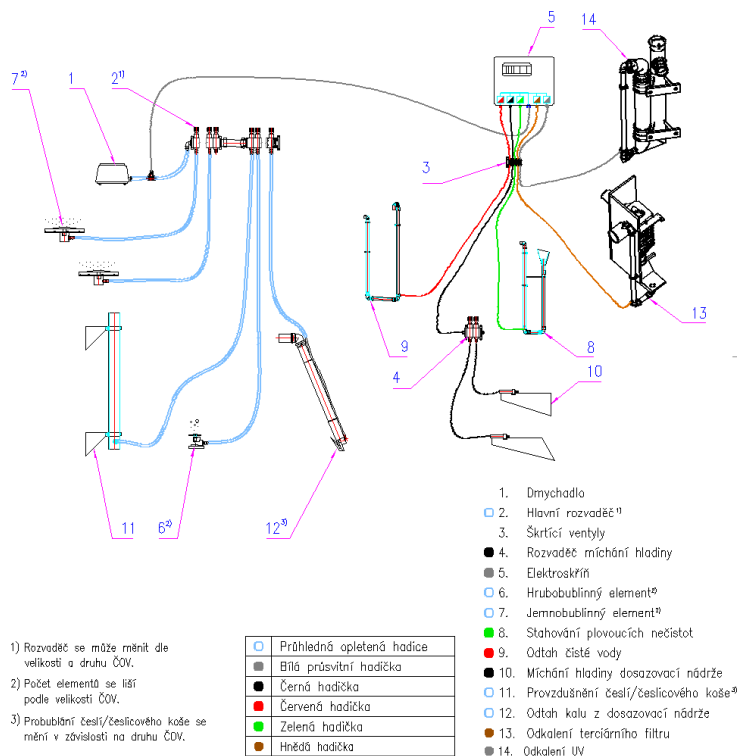 5
14
7²⁾
1
2¹⁾
3
13
9
8
4
10
11
6²⁾
12³⁾
1. Dmychadlo
2. Hlavní rozvaděč¹⁾
3. Škrtící ventyly
4. Rozvaděč míchání hladiny
5. Elektroskříň
6. Hrubobublinný element²⁾
7. Jemnobublinný element²⁾
8. Stahování plovoucích nečistot
9. Odtah čisté vody
10. Míchání hladiny dosazovací nádrže
11. Provzdušnění česlí/česlicového koše³⁾
12. Odtah kalu z dosazovací nádrže
13. Odkalení terciárního filtru
14. Odkalení UV
1) Rozvaděč se může měnit dle
velikosti a druhu ČOV.
2) Počet elementů se liší
podle velikosti ČOV.
3) Probublání česlí/česlicového koše se
mění v závislosti na druhu ČOV.
Průhledná opletená hadice
Bílá průsvitní hadička
Černá hadička
Červená hadička
Zelená hadička
Hnědá hadička